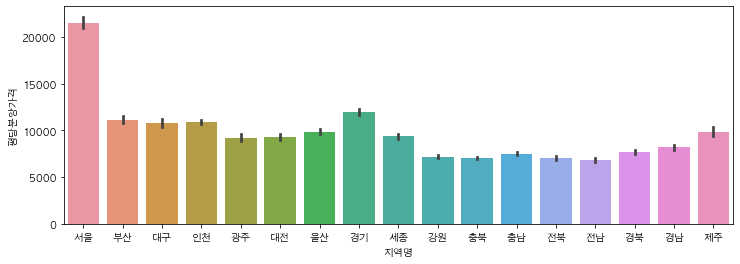 20000
15000
10000
5000
0
평당분양가격
서울 부산 대구 인천 광주 대전 울산 경기 세종 강원 충북 충남 전북 전남 경북 경남 제주
지역명